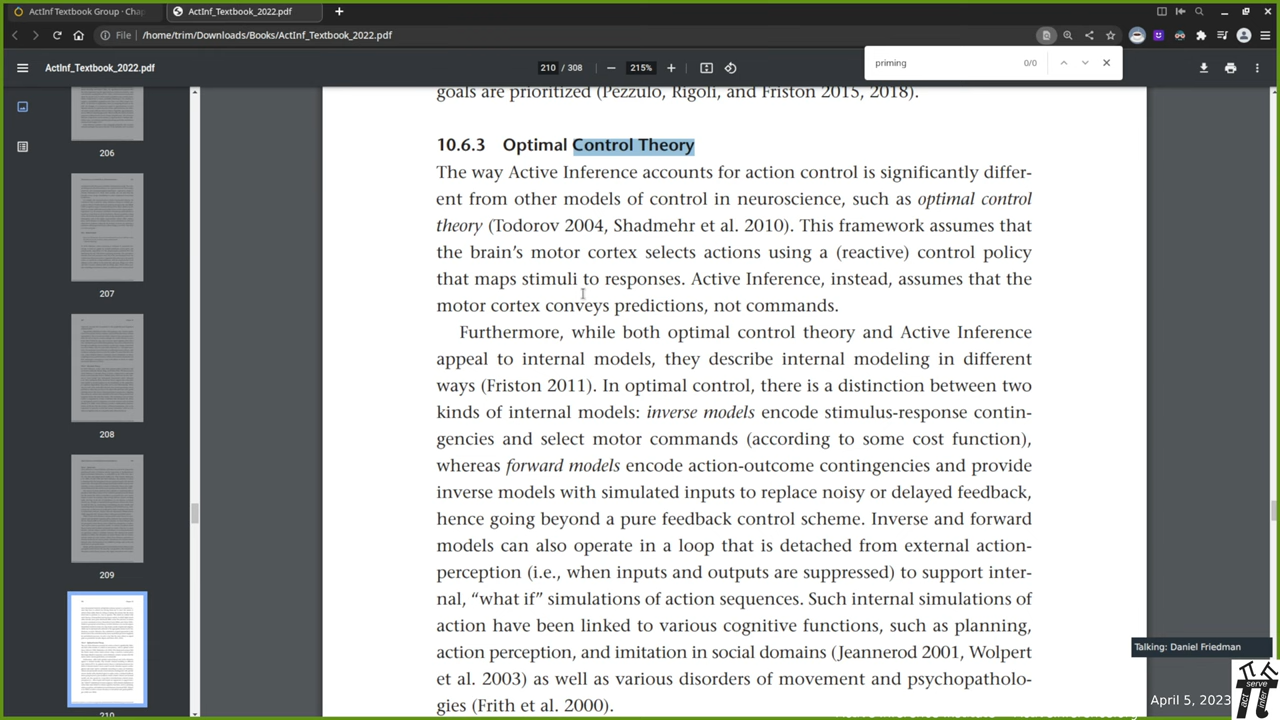 ActInf Textbook Group · Chap
ActInf_Textbook_2022.pdf
File
/home/trim/Downloads/Books/ActInf_Textbook_2022.pdf
ActInf_Textbook_2022.pdf
210 / 308
215%
priming
0/0
206
207
208
209
210
goals are prioritized (Pezzulo, Rigoli, and Friston 2015, 2018).
10.6.3 Optimal Control Theory
The way Active Inference accounts for action control is significantly differ-
ent from other models of control in neuroscience, such as optimal control
theory (Todorov 2004, Shadmehr et al. 2010). This framework assumes that
the brain's motor cortex selects actions using a (reactive) control policy
that maps stimuli to responses. Active Inference, instead, assumes that the
motor cortex conveys predictions, not commands.
Furthermore, while both optimal control theory and Active Inference
appeal to internal models, they describe internal modeling in different
ways (Friston 2011). In optimal control, there is a distinction between two
kinds of internal models: inverse models encode stimulus-response contin-
gencies and select motor commands (according to some cost function),
whereas forward models encode action-outcome contingencies and provide
inverse models with simulated inputs to replace noisy or delayed feedback,
hence going beyond a pure feedback control scheme. Inverse and forward
models can also operate in a loop that is detached from external action-
perception (i.e., when inputs and outputs are suppressed) to support inter-
nal, “what if” simulations of action sequences. Such internal simulations of
action have been linked to various cognitive functions, such as planning,
action perception, and imitation in social domains (Jeannerod 2001, Wolpert
et al. 2003) as well as various disorders of movement and psychopatholo-
gies (Frith et al. 2000).
Talking: Daniel Friedman
April 5, 2023
serve
act
inter